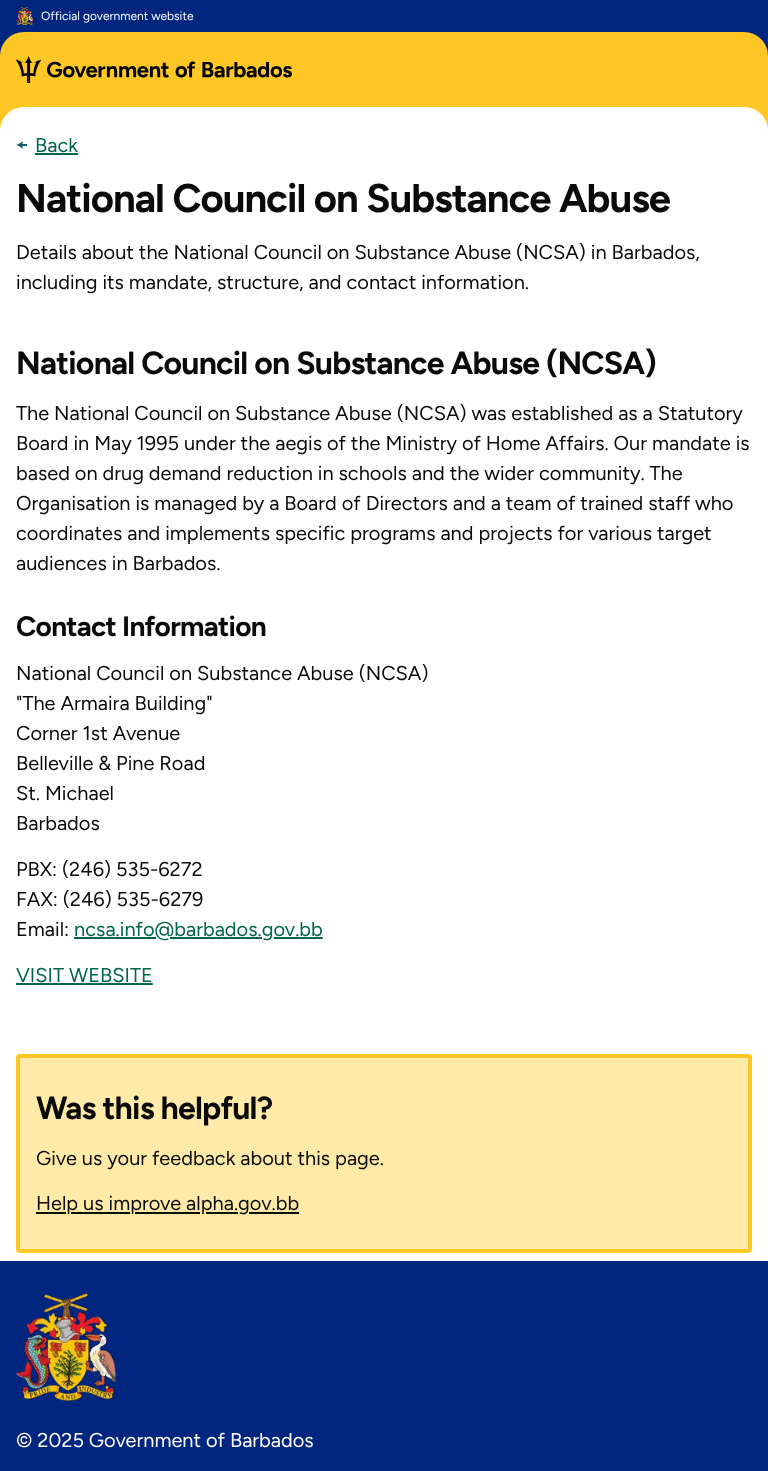 Official government website
Government of Barbados
Back
National Council on Substance Abuse
Details about the National Council on Substance Abuse (NCSA) in Barbados,
including its mandate, structure, and contact information.
National Council on Substance Abuse (NCSA)
The National Council on Substance Abuse (NCSA) was established as a Statutory
Board in May 1995 under the aegis of the Ministry of Home Affairs. Our mandate is
based on drug demand reduction in schools and the wider community. The
Organisation is managed by a Board of Directors and a team of trained staff who
coordinates and implements specific programs and projects for various target
audiences in Barbados.
Contact Information
National Council on Substance Abuse (NCSA)
"The Armaira Building"
Corner 1st Avenue
Belleville & Pine Road
St. Michael
Barbados
PBX: (246) 535-6272
FAX: (246) 535-6279
Email: ncsa.info@barbados.gov.bb
VISIT WEBSITE
Was this helpful?
Give us your feedback about this page.
Help us improve alpha.gov.bb
PRIDE AND INDUSTRY
© 2025 Government of Barbados